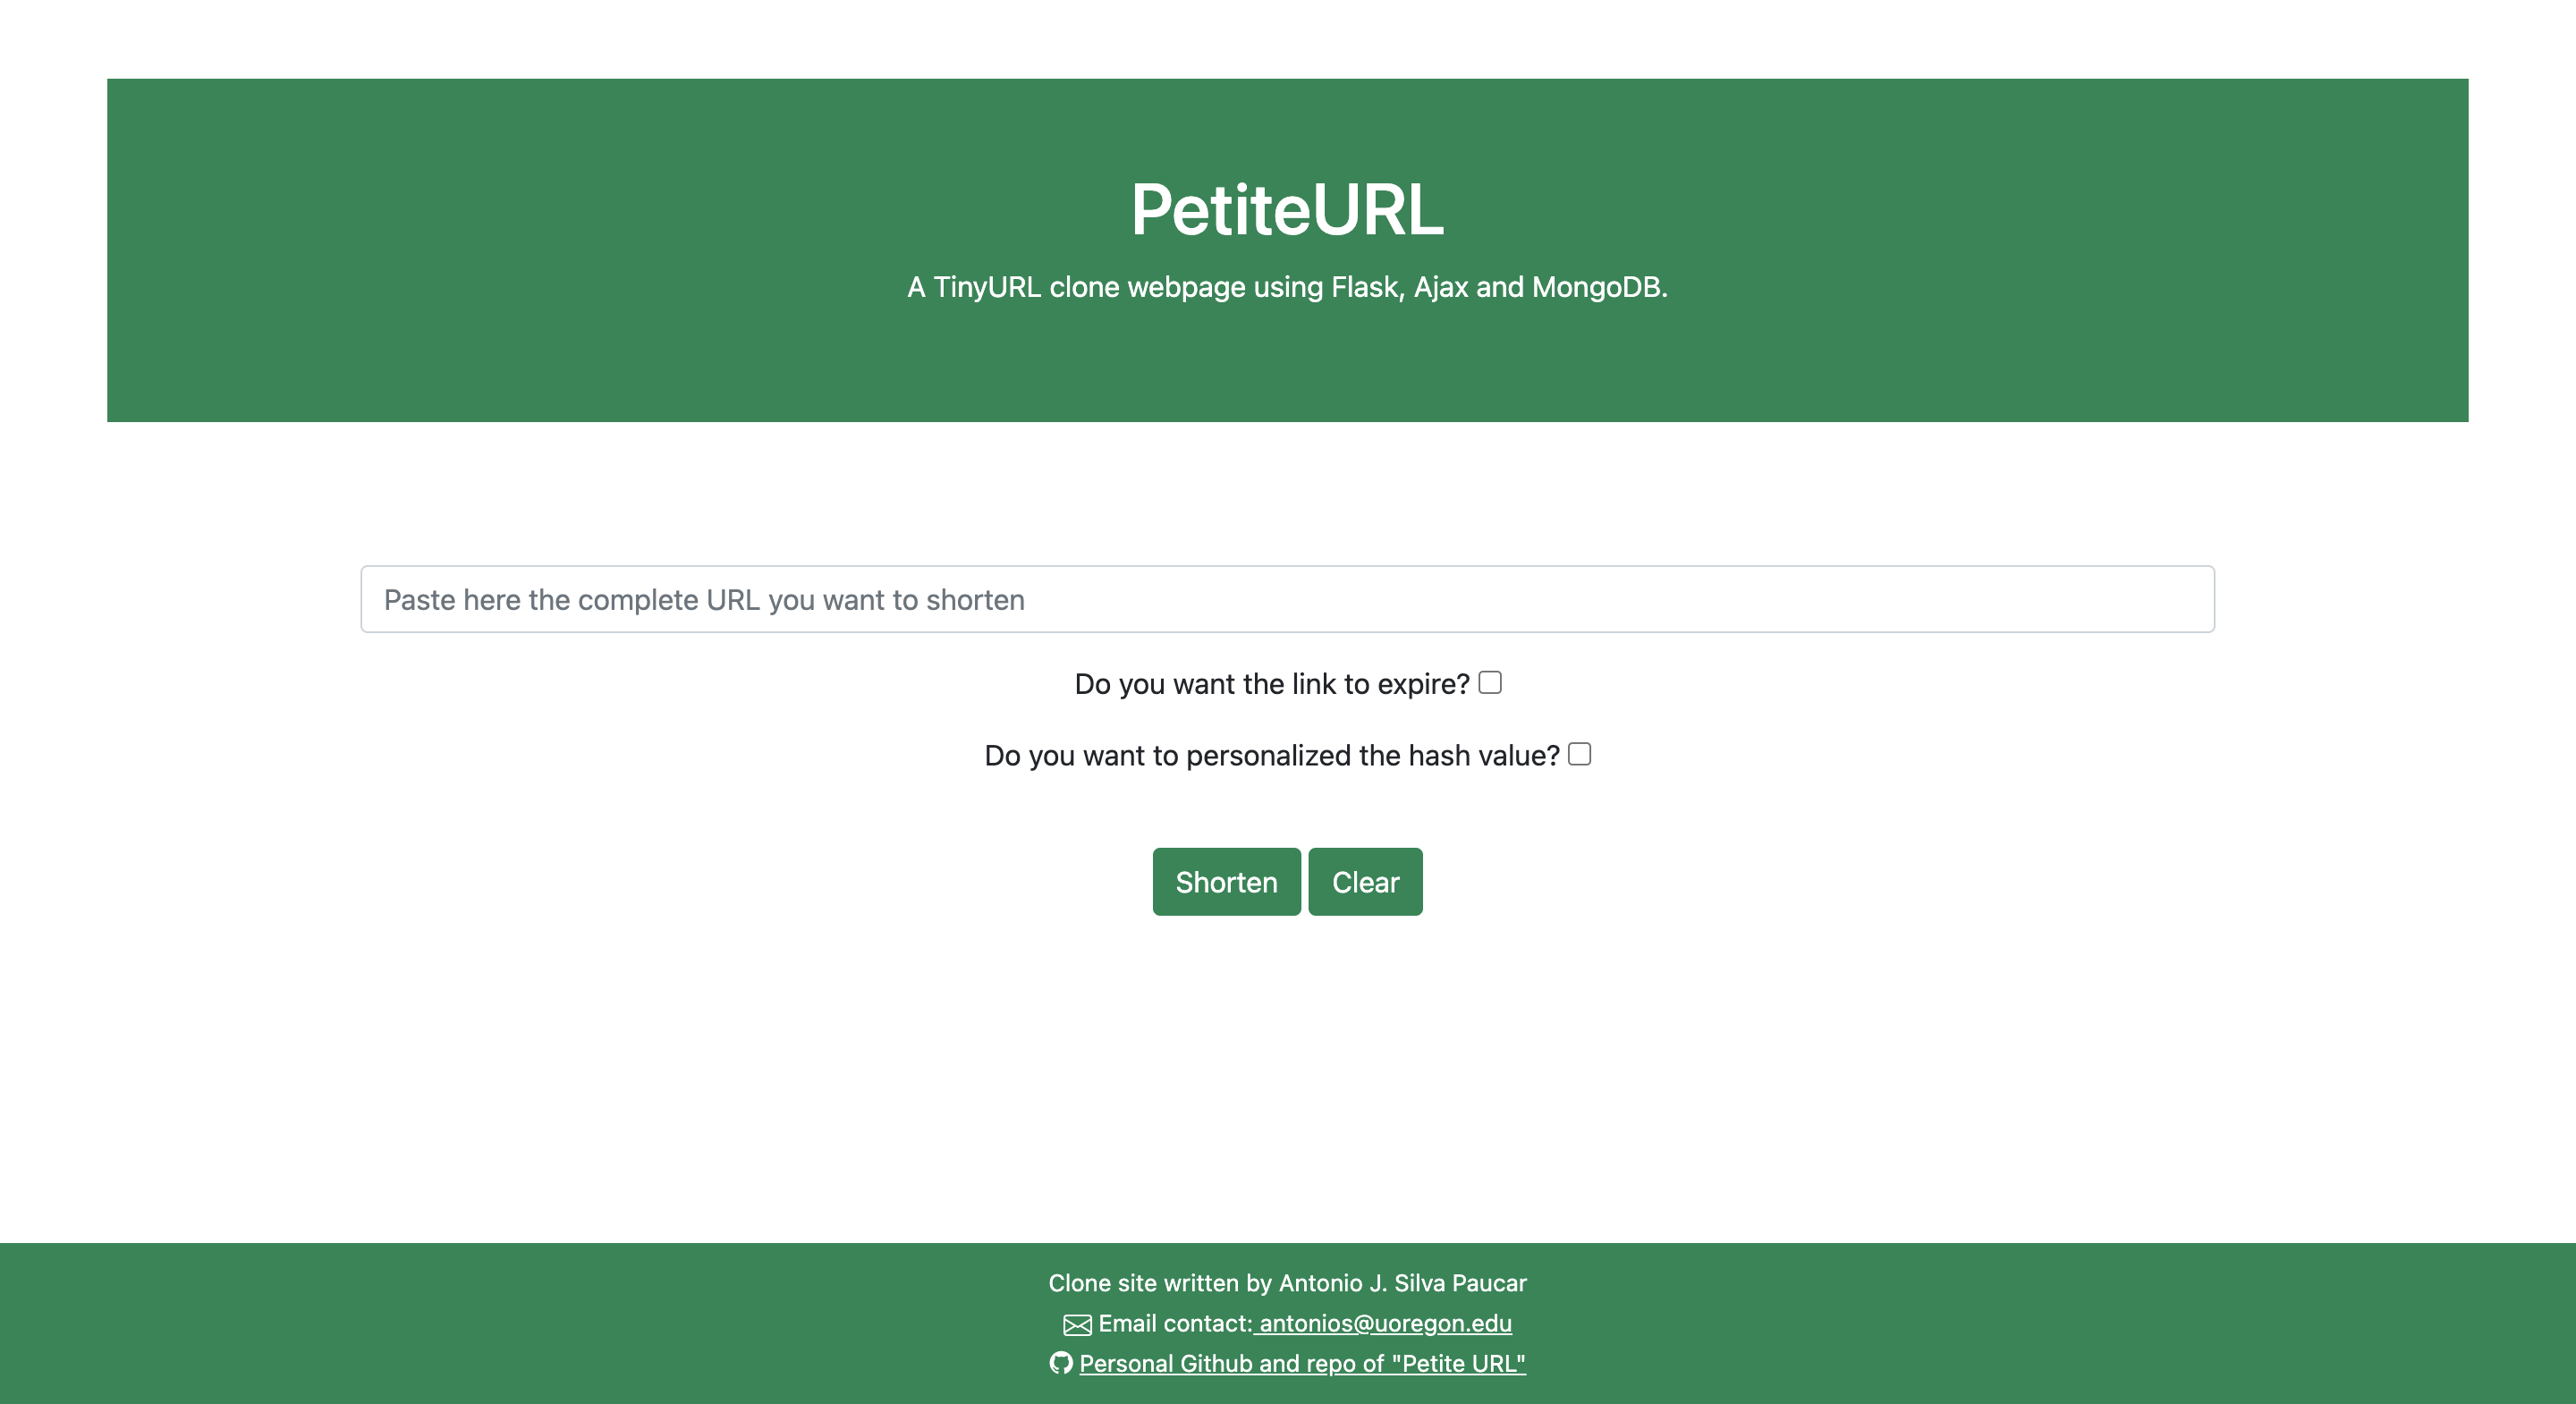 PetiteURL
A TinyURL clone webpage using Flask, Ajax and MongoDB.
Paste here the complete URL you want to shorten
Do you want the link to expire?
Do you want to personalized the hash value?
Shorten Clear
Clone site written by Antonio J. Silva Paucar
Email contact: antonios@uoregon.edu
Personal Github and repo of "Petite URL"